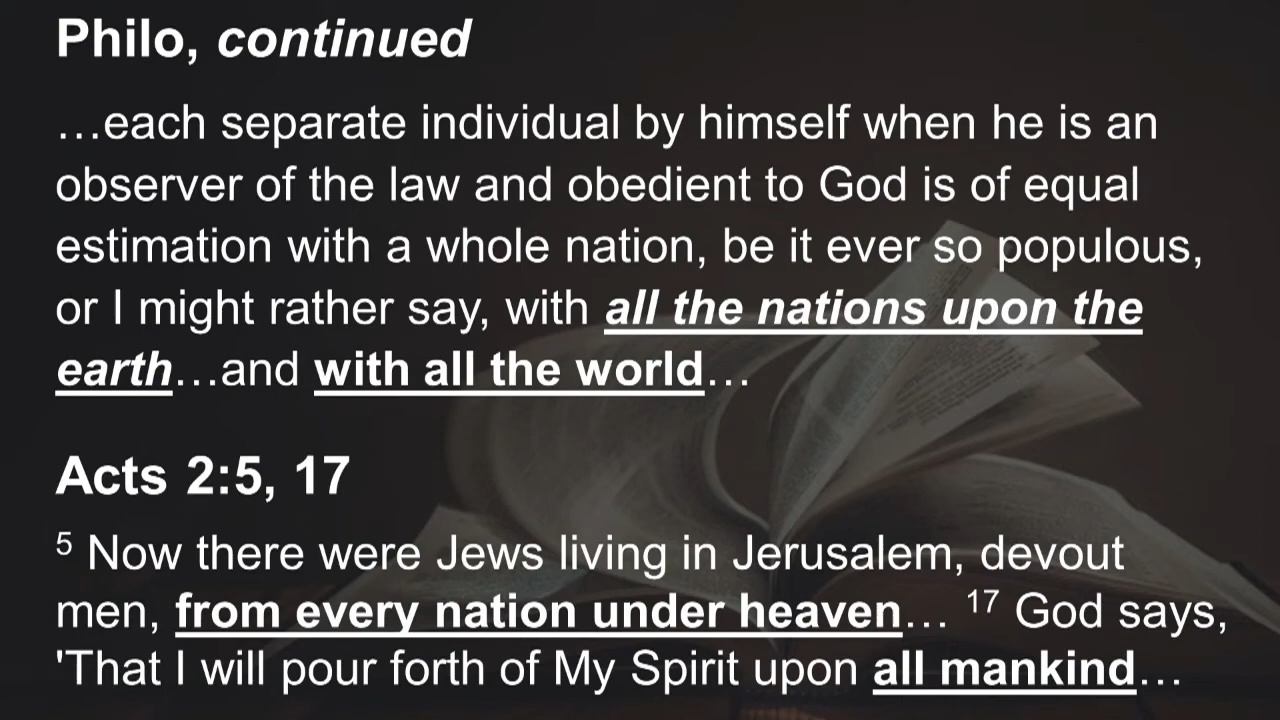 Philo, continued
…each separate individual by himself when he is an
observer of the law and obedient to God is of equal
estimation with a whole nation, be it ever so populous,
or I might rather say, with all the nations upon the
earth…and with all the world…
Acts 2:5, 17
5 Now there were Jews living in Jerusalem, devout
men, from every nation under heaven… 17 God says,
'That I will pour forth of My Spirit upon all mankind…